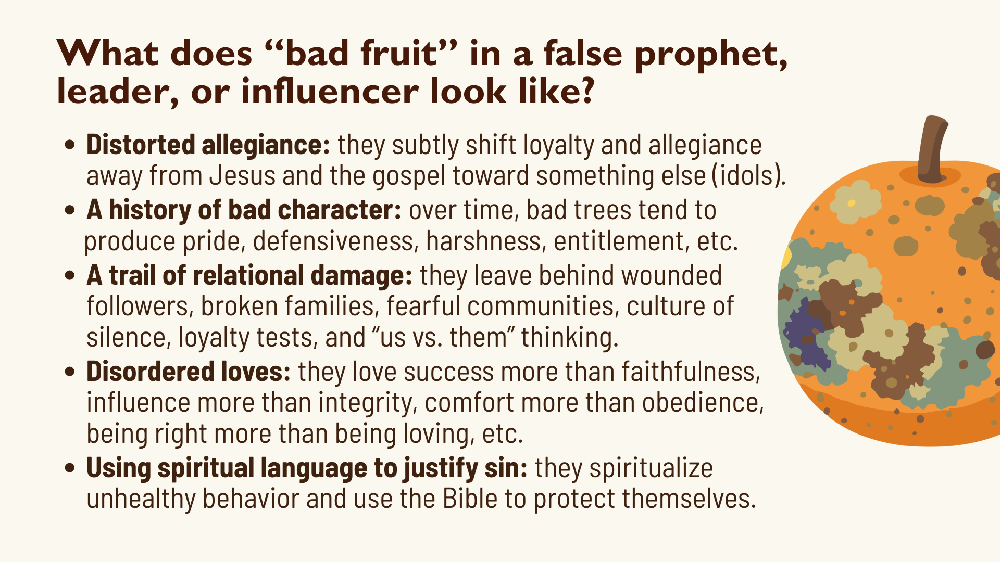 What does “bad fruit” in a false prophet,
leader, or influencer look like?
• Distorted allegiance: they subtly shift loyalty and allegiance
away from Jesus and the gospel toward something else (idols).
• A history of bad character: over time, bad trees tend to
produce pride, defensiveness, harshness, entitlement, etc.
• A trail of relational damage: they leave behind wounded
followers, broken families, fearful communities, culture of
silence, loyalty tests, and “us vs. them” thinking.
• Disordered loves: they love success more than faithfulness,
influence more than integrity, comfort more than obedience,
being right more than being loving, etc.
• Using spiritual language to justify sin: they spiritualize
unhealthy behavior and use the Bible to protect themselves.